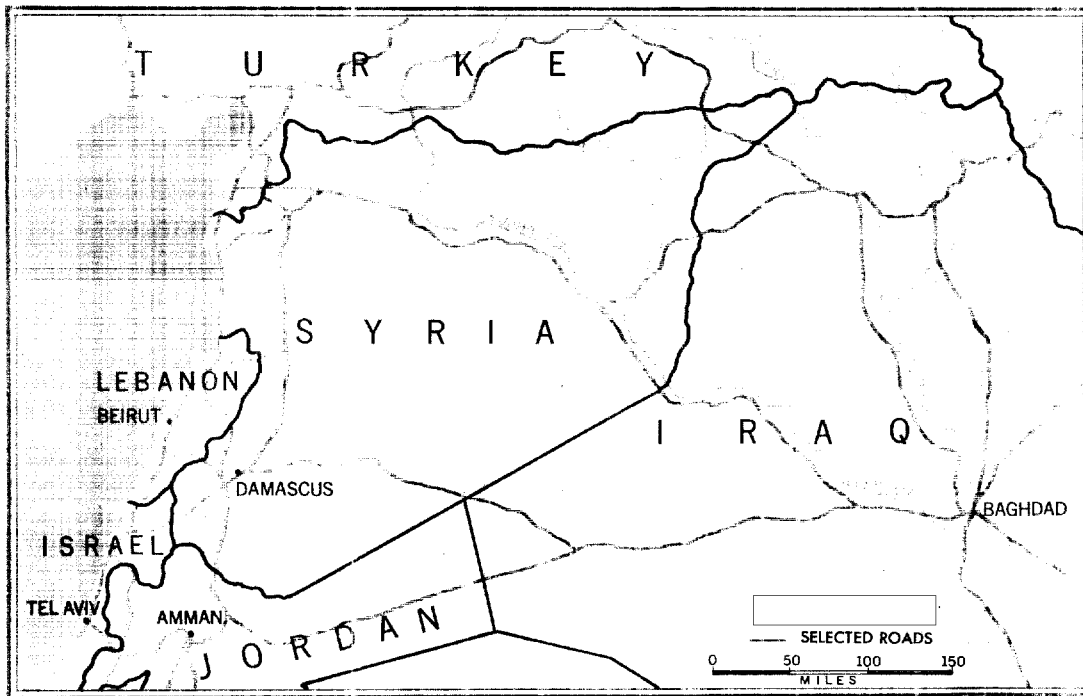 TURKEY
SYRIA
LEBANON
BEIRUT
IRAQ
DAMASCUS
BAGHDAD
ISRAEL
TEL AVIV
AMMAN
JORDAN
SELECTED ROADS
0 50 100 150
MILES